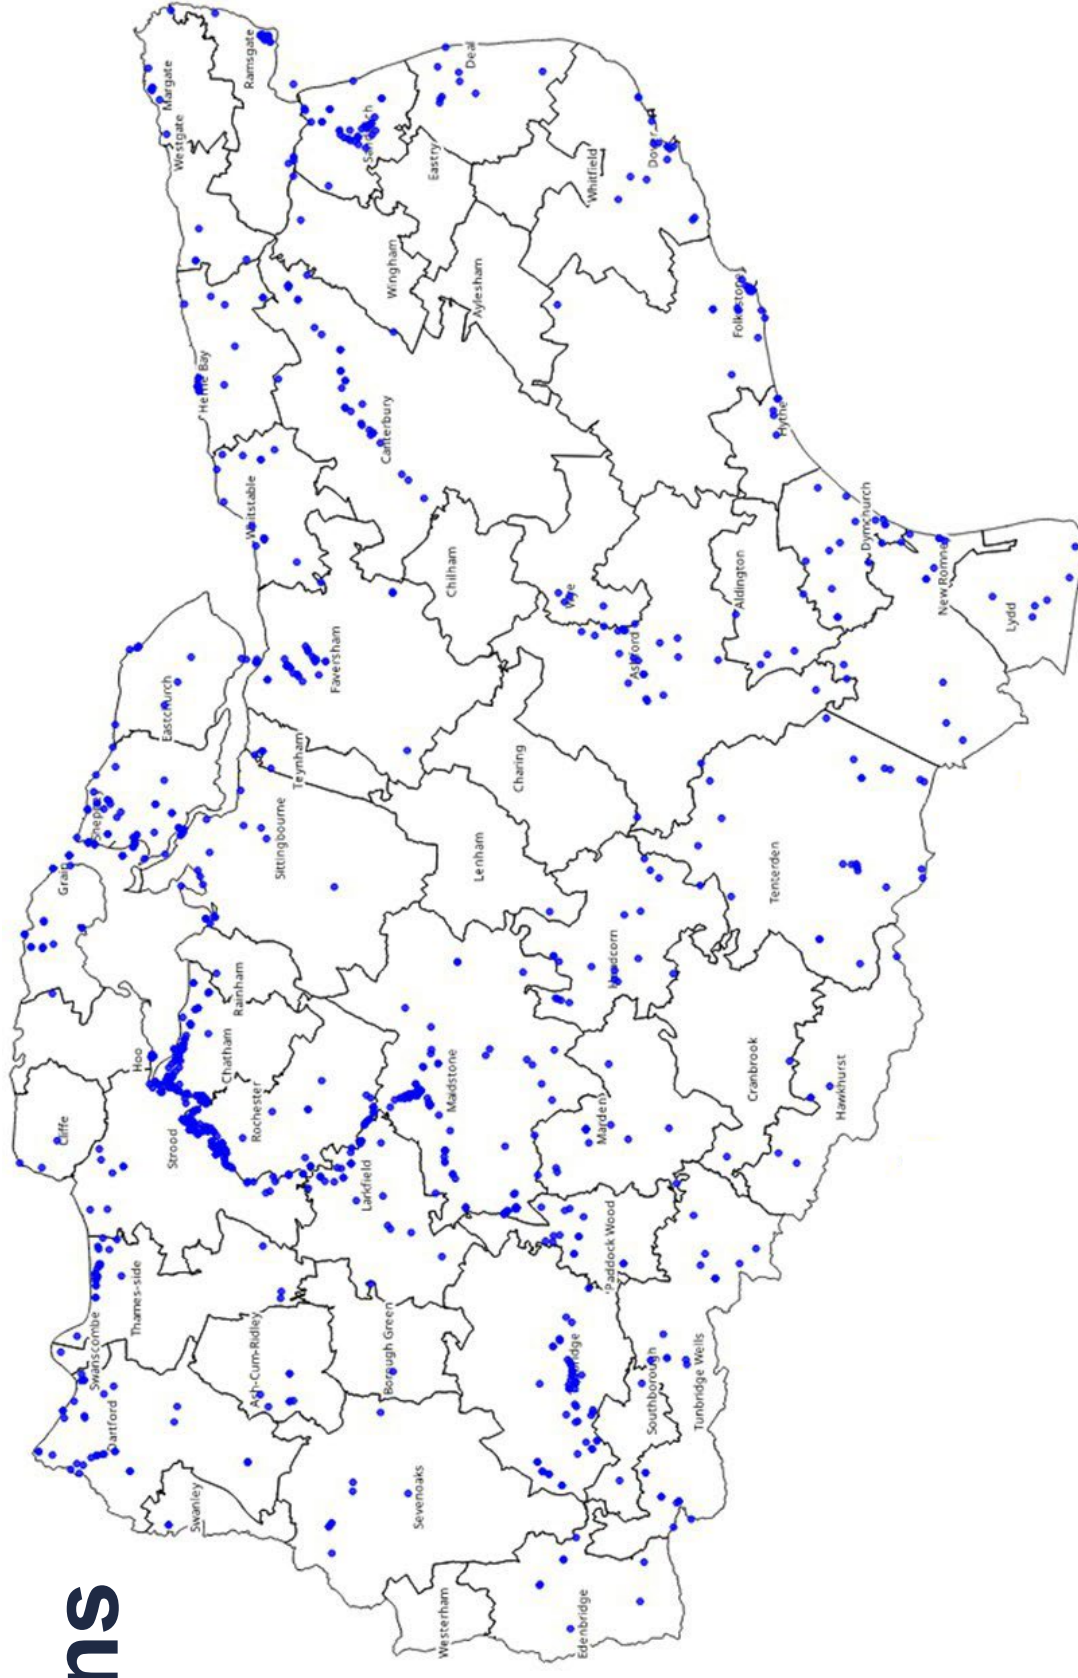 ns
Margate
Westgate
Ramsgate
Herne Bay
Whitstable
Sandwich
Deal
Eastry
Wingham
Aylesham
Whitfield
Dover
Folkestone
Hythe
Canterbury
Chilham
Faversham
Eastchurch
Teynham
Sheppey
Sittingbourne
Grain
Wye
Ashford
Aldington
Dymchurch
New Romney
Lydd
Charing
Lenham
Tenterden
Headcorn
Rainham
Chatham
Rochester
Hoo
Cliffe
Strood
Maidstone
Larkfield
Marden
Cranbrook
Hawkhurst
Paddock Wood
Thames-side
Swanscombe
Dartford
Swanley
Ash-Cum-Ridley
Borough Green
Sevenoaks
Southborough
Tunbridge Wells
Westerham
Edenbridge